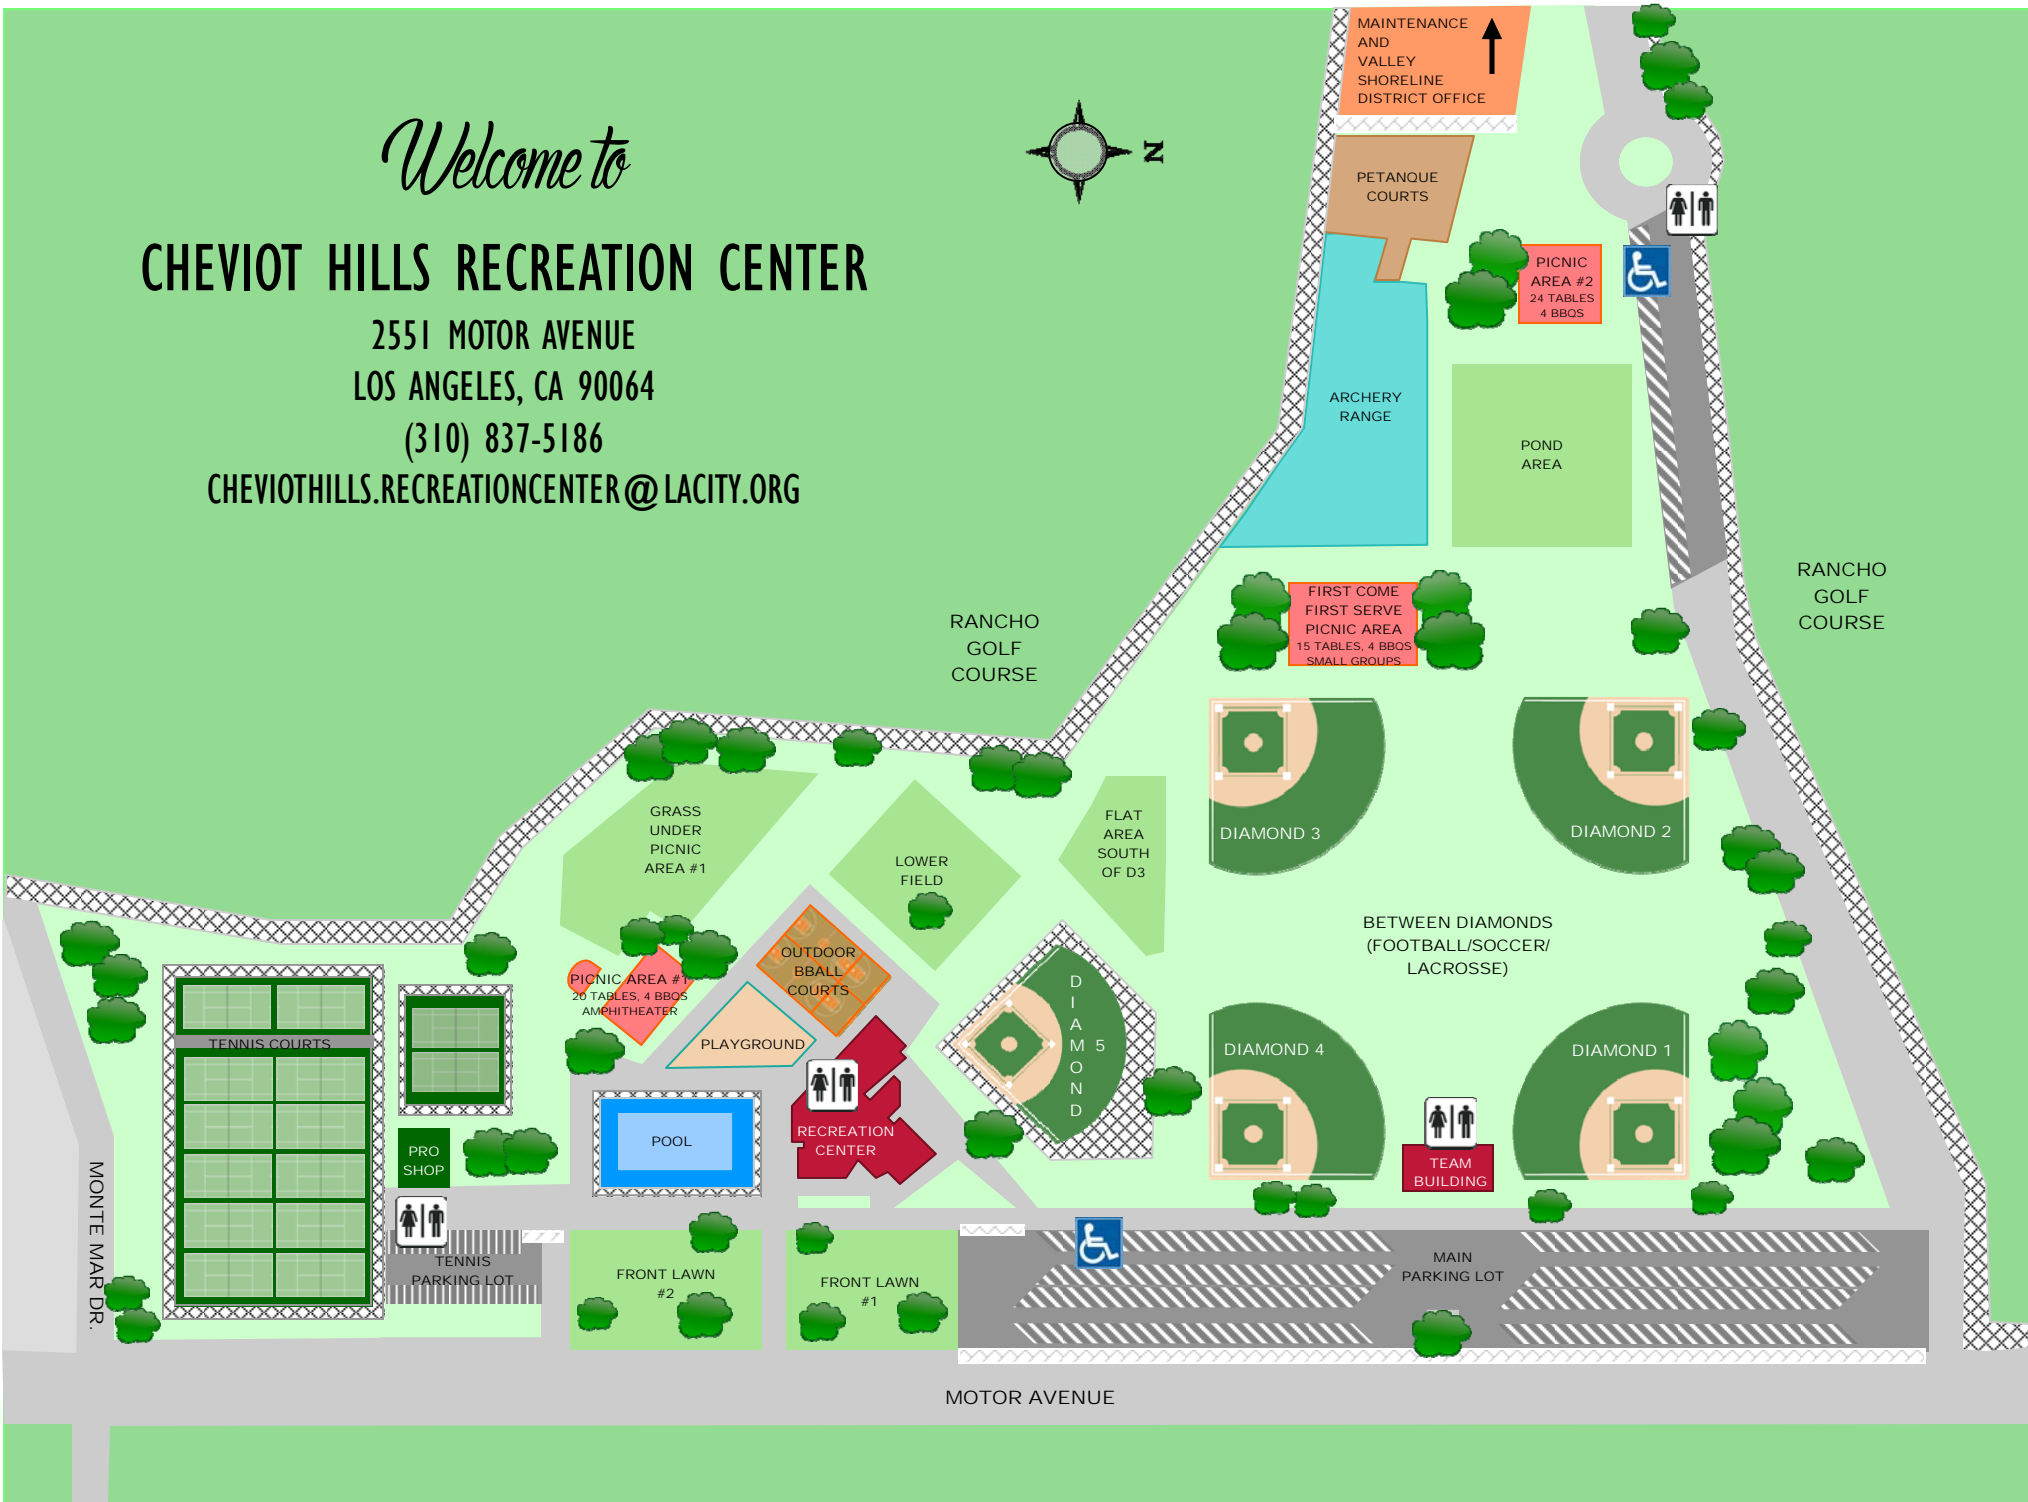 Welcome to
CHEVIOT HILLS RECREATION CENTER
2551 MOTOR AVENUE
LOS ANGELES, CA 90064
(310) 837-5186
CHEVIOTHILLS.RECREATIONCENTER@LACITY.ORG
N
MAINTENANCE
AND
VALLEY
SHORELINE
DISTRICT OFFICE
PETANQUE
COURTS
PICNIC
AREA #2
24 TABLES
4 BBQS
ARCHERY
RANGE
POND
AREA
RANCHO
GOLF
COURSE
FIRST COME
FIRST SERVE
PICNIC AREA
15 TABLES, 4 BBQS
SMALL GROUPS
RANCHO
GOLF
COURSE
GRASS
UNDER
PICNIC
AREA #1
LOWER
FIELD
FLAT
AREA
SOUTH
OF D3
DIAMOND 3
DIAMOND 2
BETWEEN DIAMONDS
(FOOTBALL/SOCCER/
LACROSSE)
OUTDOOR
BBALL
COURTS
PICNIC AREA #1
20 TABLES, 4 BBQS
AMPHITHEATER
PLAYGROUND
TENNIS COURTS
DIAMOND 5
DIAMOND 4
DIAMOND 1
POOL
RECREATION
CENTER
PRO
SHOP
TEAM
BUILDING
MONTE MAR DR.
TENNIS
PARKING LOT
FRONT LAWN
#2
FRONT LAWN
#1
MAIN
PARKING LOT
MOTOR AVENUE